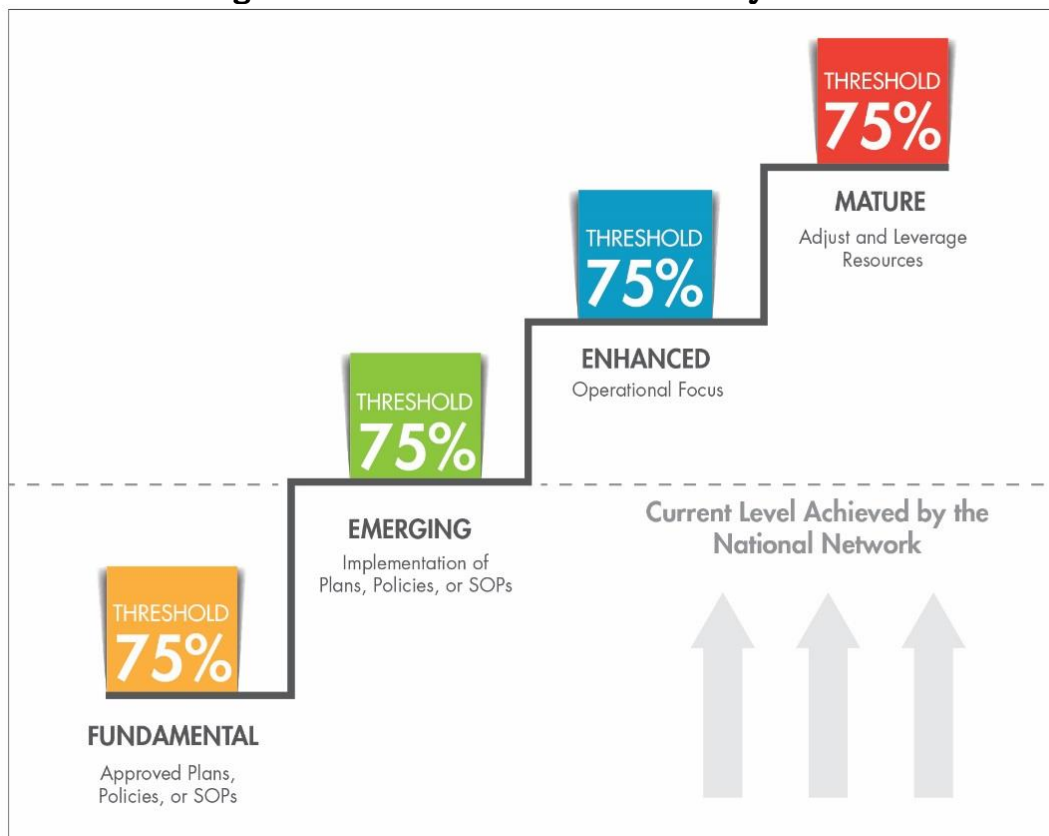 THRESHOLD
75%
MATURE
Adjust and Leverage
Resources
THRESHOLD
75%
ENHANCED
Operational Focus
THRESHOLD
75%
EMERGING
Implementation of
Plans, Policies, or SOPs
Current Level Achieved by the
National Network
THRESHOLD
75%
FUNDAMENTAL
Approved Plans,
Policies, or SOPs